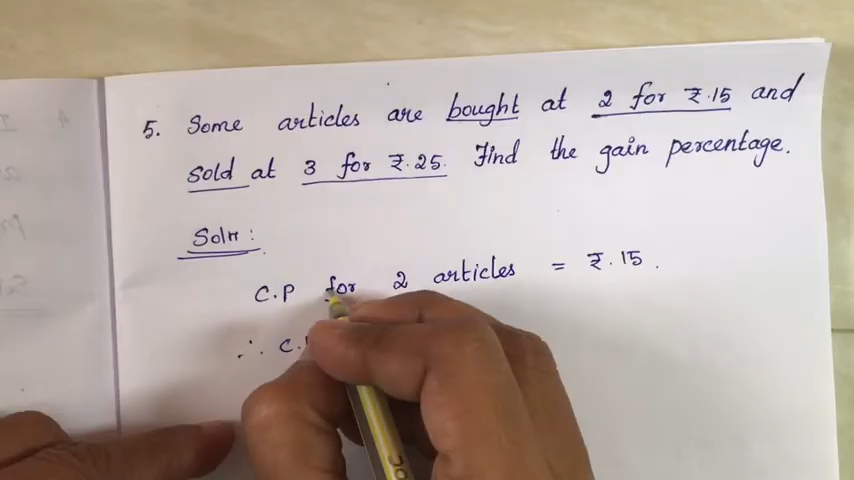 5. Some articles are bought at 2 for ₹.15 and
sold at 3 for ₹.25. Find the gain percentage.
Soln:
C.P for 2 articles = ₹.15.
∴ C.